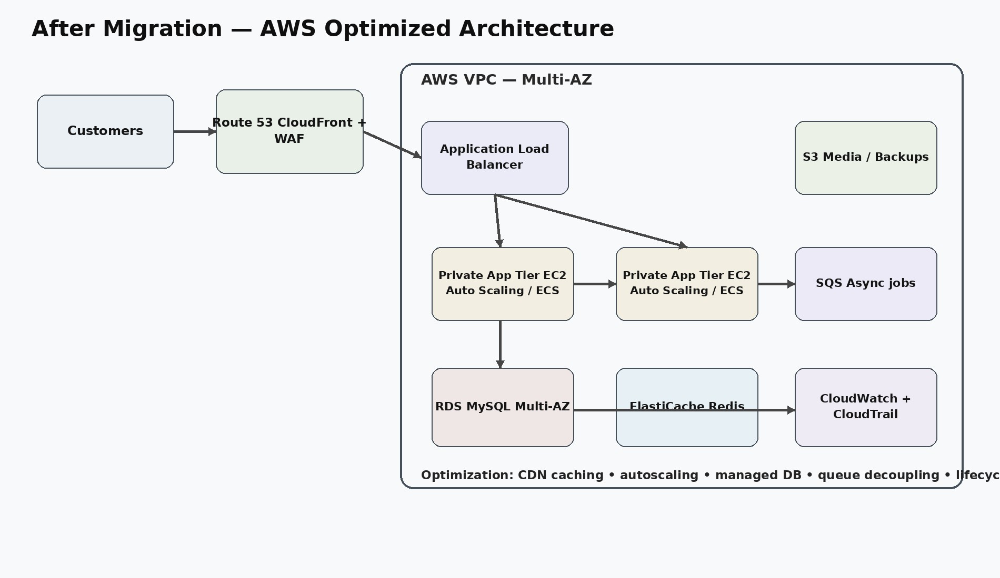 After Migration — AWS Optimized Architecture
AWS VPC — Multi-AZ
Customers
Route 53 CloudFront +
WAF
Application Load
Balancer
S3 Media / Backups
Private App Tier EC2
Auto Scaling / ECS
Private App Tier EC2
Auto Scaling / ECS
SQS Async jobs
RDS MySQL Multi-AZ
ElastiCache Redis
CloudWatch +
CloudTrail
Optimization: CDN caching • autoscaling • managed DB • queue decoupling • lifecyc